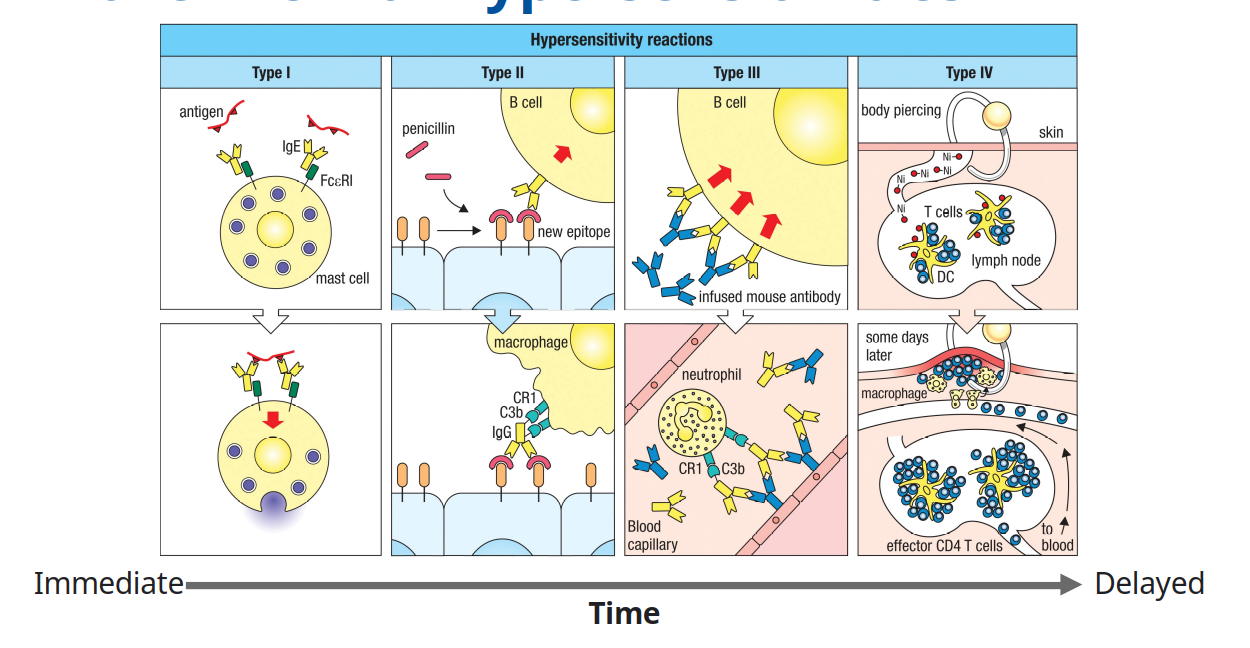 Hypersensitivity reactions
Type I
Type II
Type III
Type IV
antigen
IgE
FcεRI
mast cell
penicillin
B cell
new epitope
B cell
infused mouse antibody
body piercing
skin
Ni
Ni
Ni
Ni
Ni
T cells
DC
lymph node
macrophage
CR1
C3b
IgG
neutrophil
CR1
C3b
Blood
capillary
some days
later
macrophage
effector CD4 T cells
to
blood
Immediate
Delayed
Time